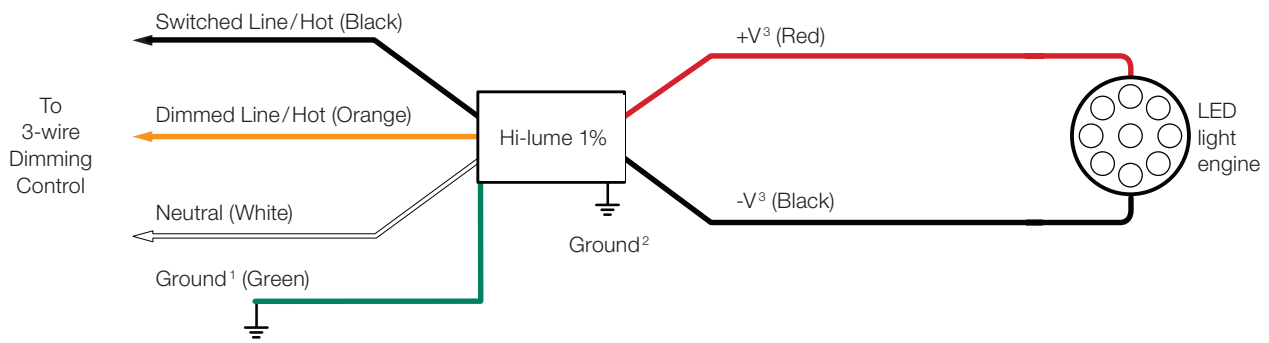 Switched Line/Hot (Black)
+V³ (Red)
To
3-wire
Dimming
Control
Dimmed Line/Hot (Orange)
Hi-lume 1%
LED
light
engine
Neutral (White)
-V³ (Black)
Ground²
Ground¹ (Green)